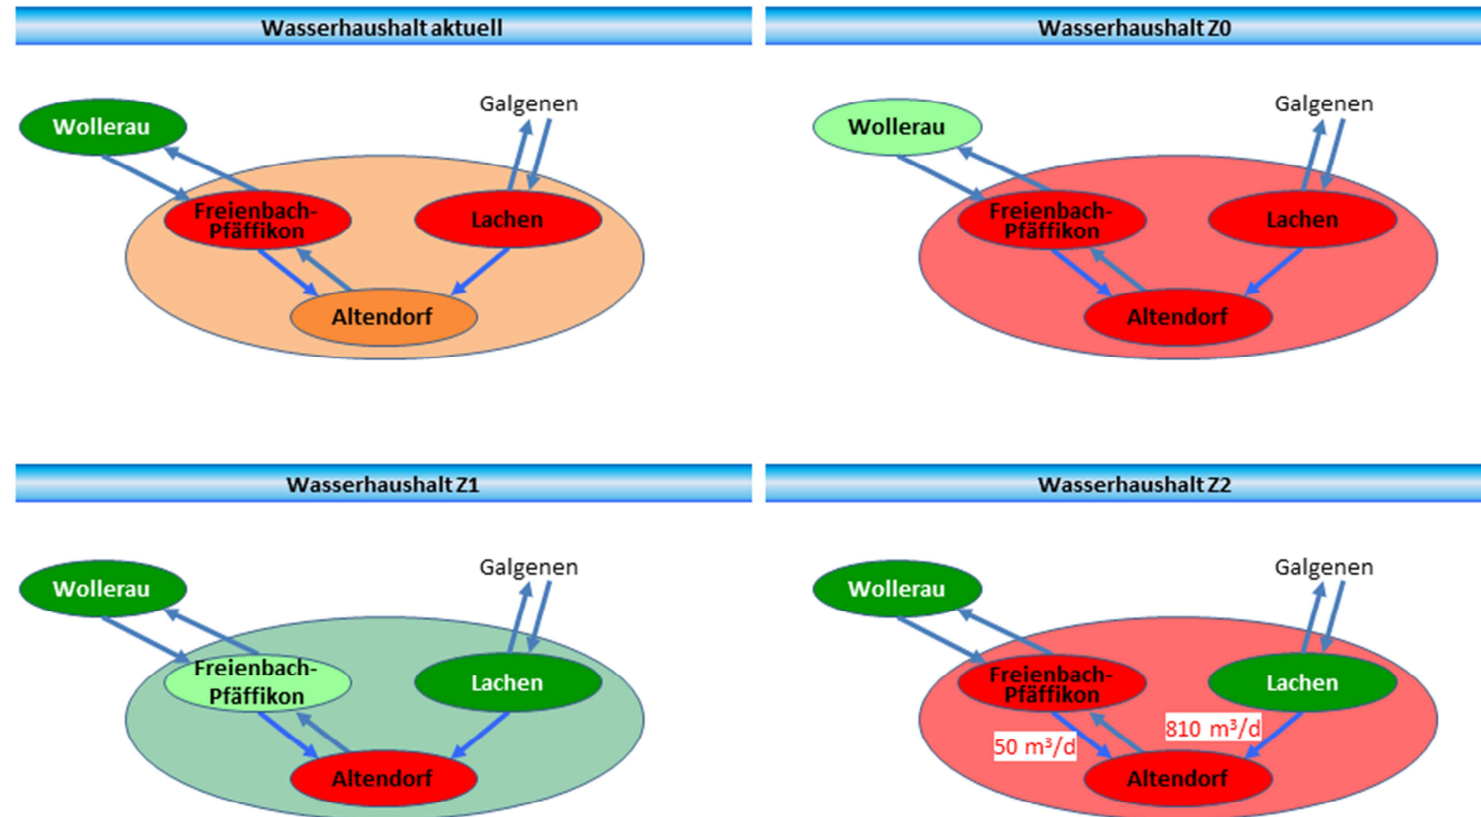 Wasserhaushalt aktuell
Wollerau
Galgenen
Freienbach-
Pfäffikon
Lachen
Altendorf
Wasserhaushalt Z0
Wollerau
Galgenen
Freienbach-
Pfäffikon
Lachen
Altendorf
Wasserhaushalt Z1
Wollerau
Galgenen
Freienbach-
Pfäffikon
Lachen
Altendorf
Wasserhaushalt Z2
Wollerau
Galgenen
Freienbach-
Pfäffikon
Lachen
810 m³/d
50 m³/d
Altendorf